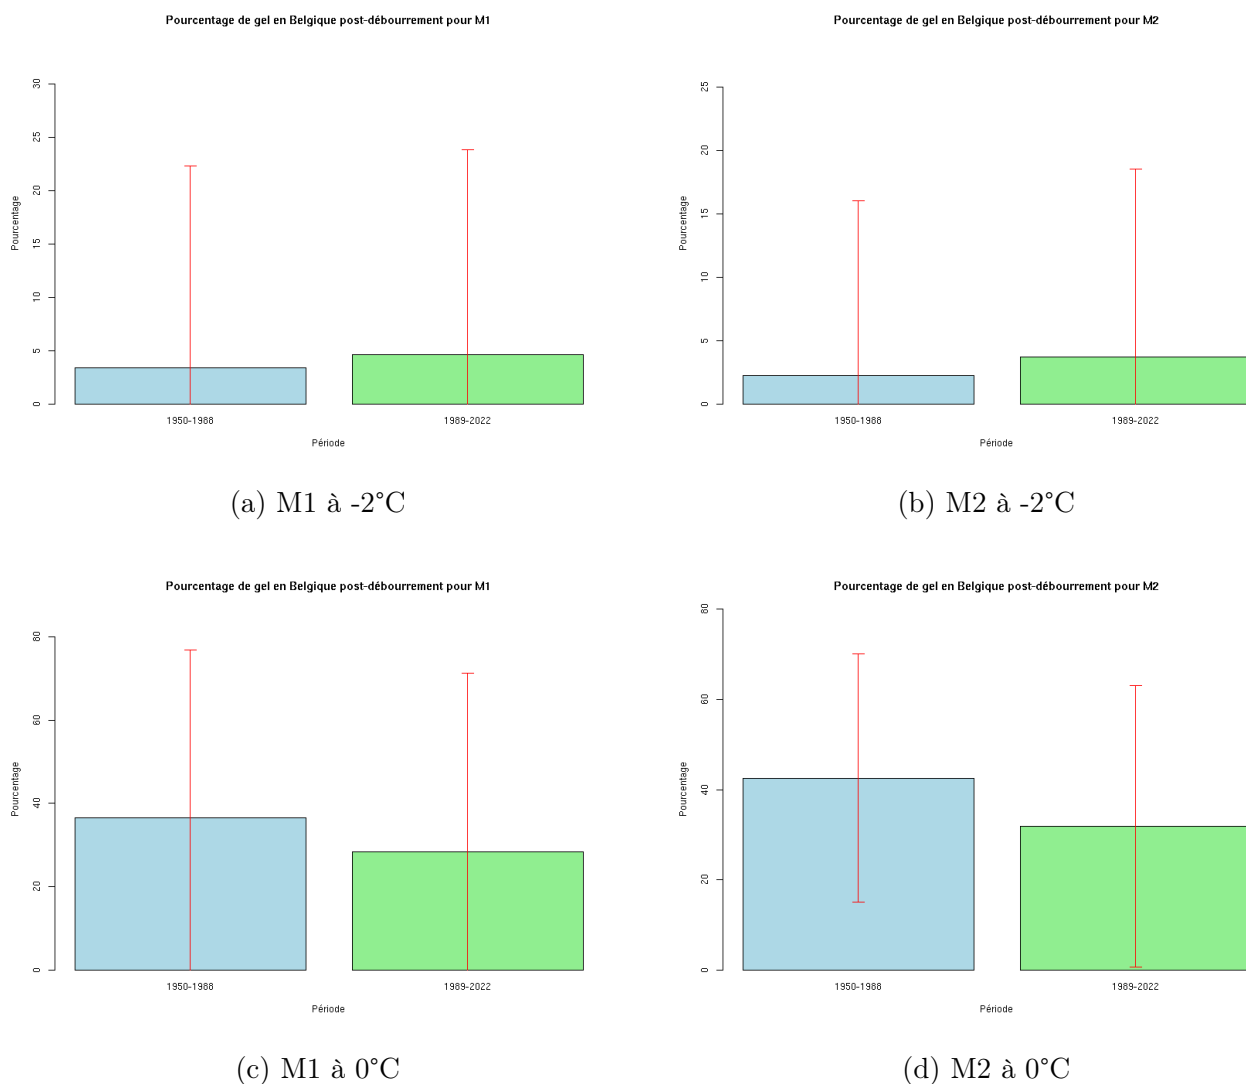 Pourcentage de gel en Belgique post-débourrement pour M1
Pourcentage
0
5
10
15
20
25
30
1950-1988
1989-2022
Période
(a) M1 à -2°C
Pourcentage de gel en Belgique post-débourrement pour M2
Pourcentage
0
5
10
15
20
25
1950-1988
1989-2022
Période
(b) M2 à -2°C
Pourcentage de gel en Belgique post-débourrement pour M1
Pourcentage
0
20
40
60
80
1950-1988
1989-2022
Période
(c) M1 à 0°C
Pourcentage de gel en Belgique post-débourrement pour M2
Pourcentage
0
20
40
60
80
1950-1988
1989-2022
Période
(d) M2 à 0°C